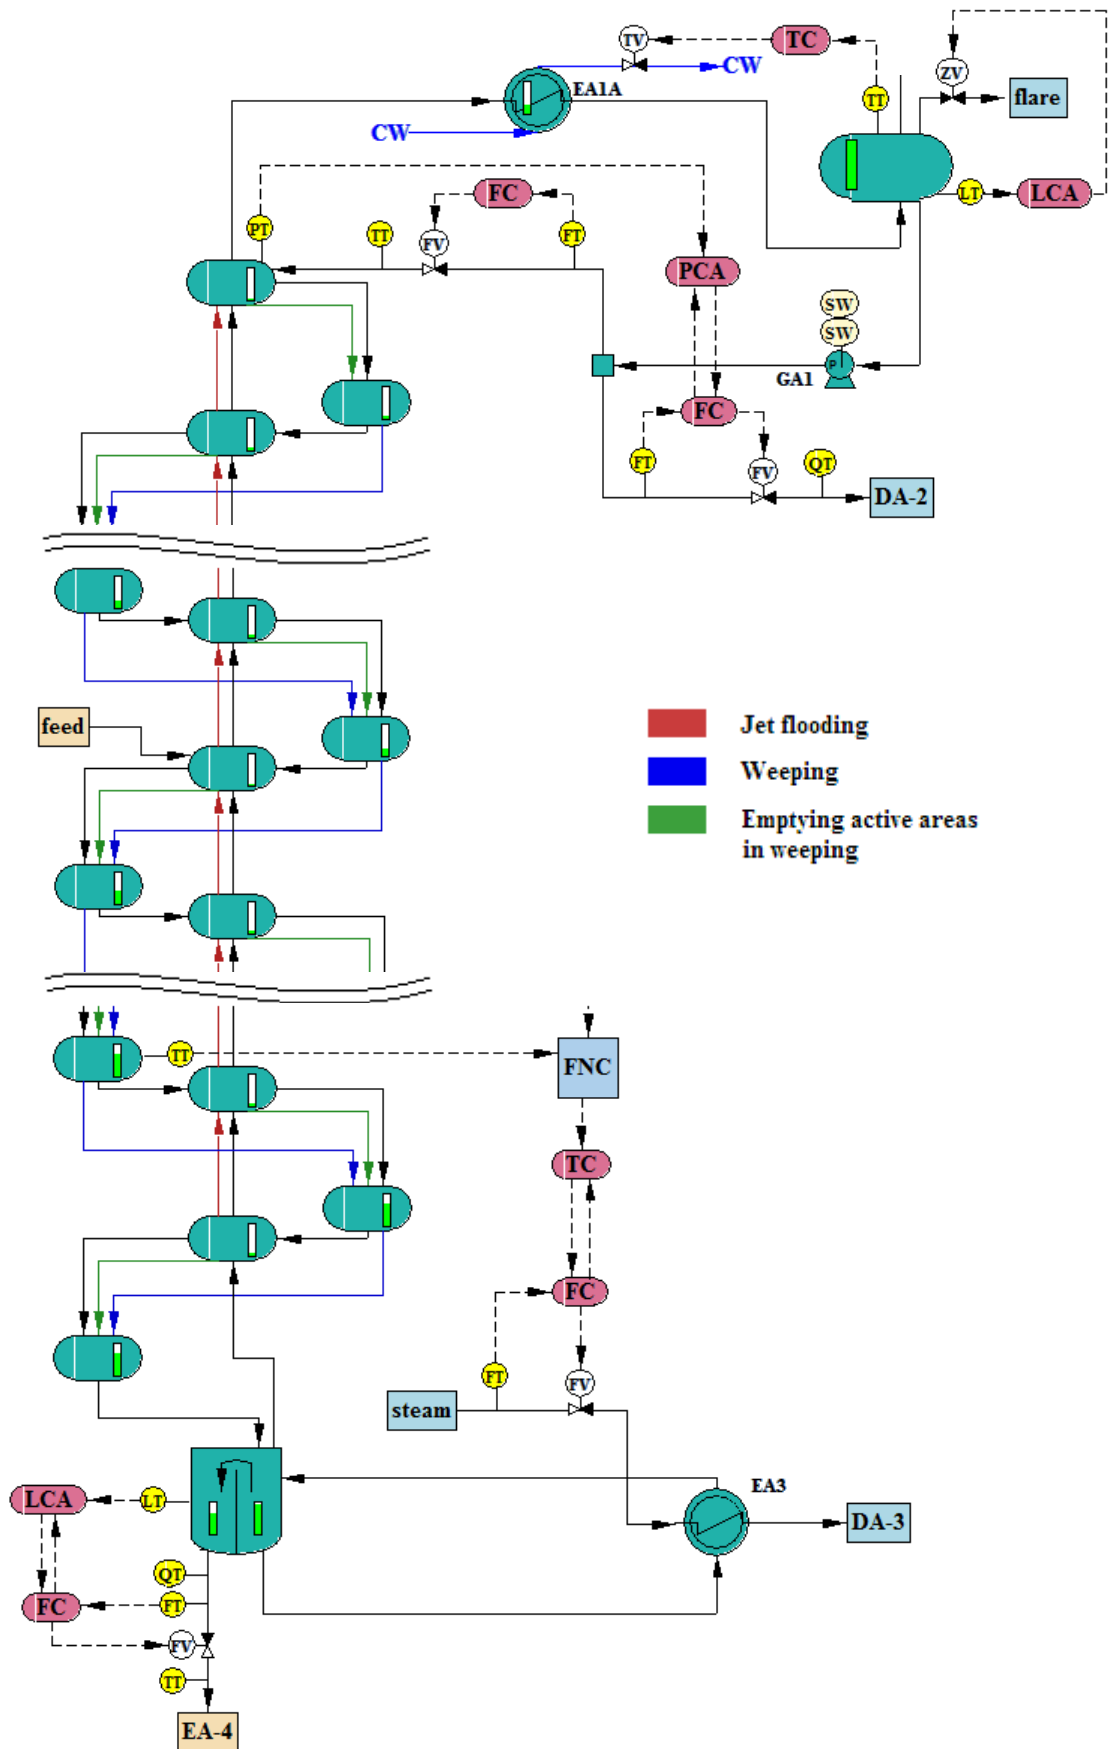 TV
TC
CW
ZV
EA1A
TT
flare
CW
FC
LT
LCA
PT
TT
FV
FT
PCA
SW
SW
P
GA1
FC
FT
FV
QT
DA-2
feed
Jet flooding
Weeping
Emptying active areas
in weeping
TT
FNC
TC
FC
FT
FV
steam
EA3
LCA
LT
DA-3
QT
FC
FT
FV
TT
EA-4